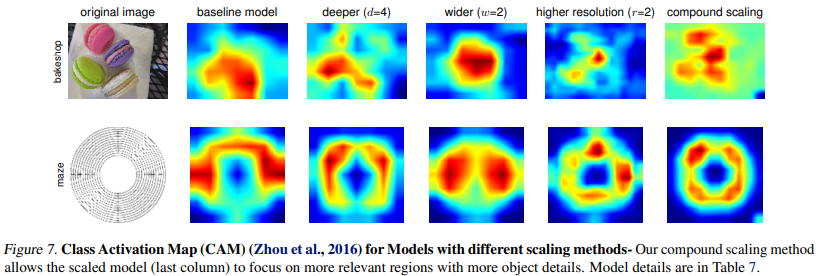 original image baseline model deeper (d=4) wider (w=2) higher resolution (r=2) compound scaling
bakeshop
maze
Figure 7. Class Activation Map (CAM) (Zhou et al., 2016) for Models with different scaling methods- Our compound scaling method
allows the scaled model (last column) to focus on more relevant regions with more object details. Model details are in Table 7.